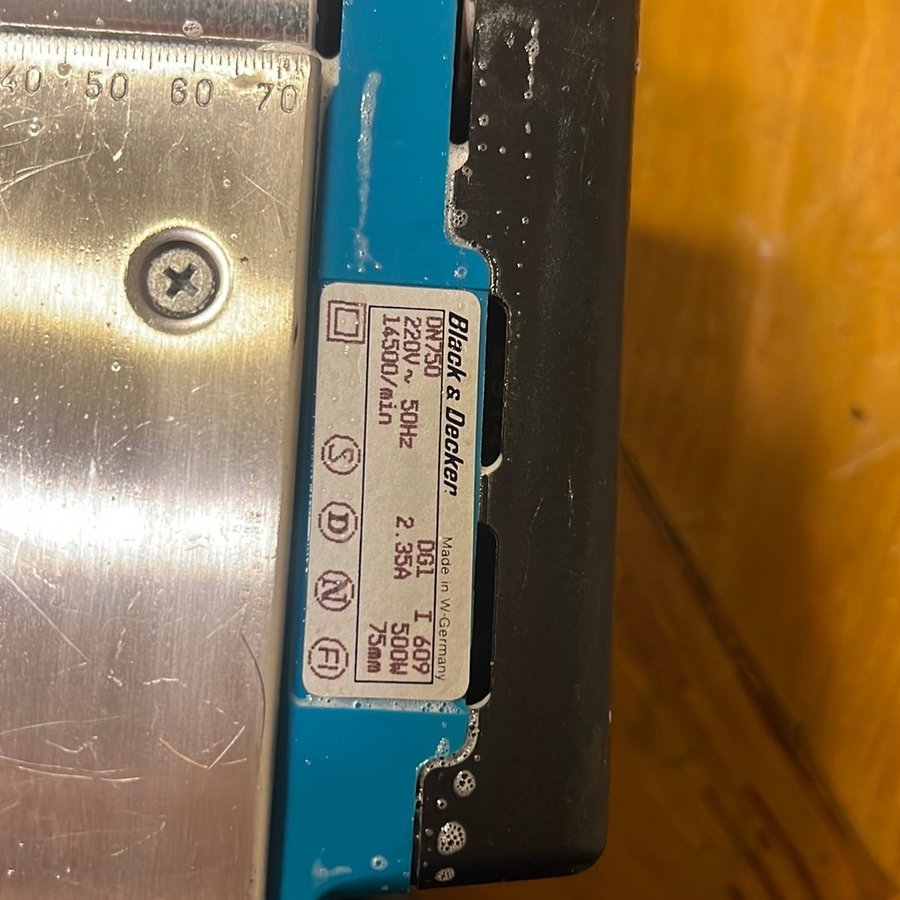 40 50 60 70
Black & Decker Made in W-Germany
DN750 DG1 I 609
220V ~ 50Hz 2.35A 500W
14500/min 75mm
S D N FI